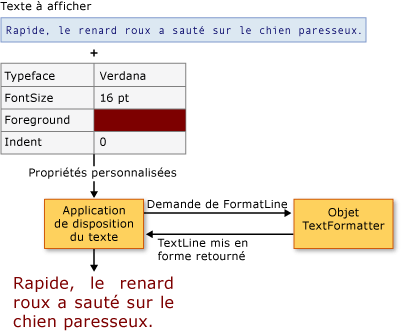 Texte à afficher
Rapide, le renard roux a sauté sur le chien paresseux.
+
Typeface Verdana
FontSize 16 pt
Foreground
Indent 0
Propriétés personnalisées
Application
de disposition
du texte
Demande de FormatLine
Objet
TextFormatter
TextLine mis en
forme retourné
Rapide, le renard
roux a sauté sur le
chien paresseux.